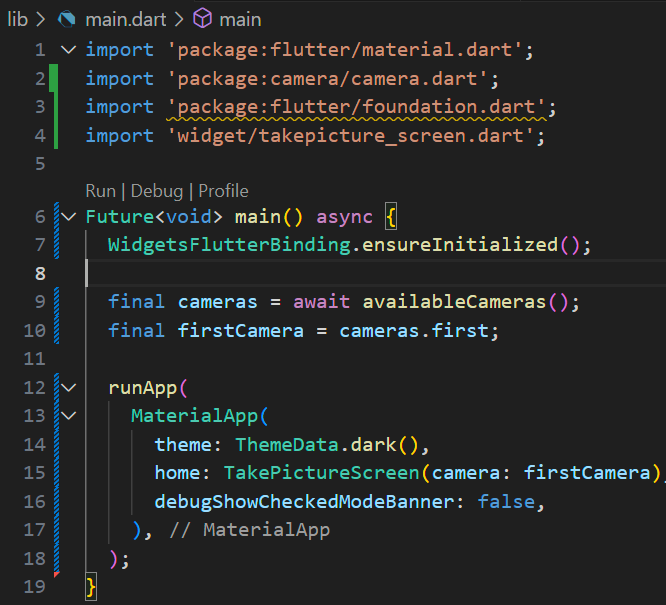 lib > main.dart > main
1 import 'package:flutter/material.dart';
2 import 'package:camera/camera.dart';
3 import 'package:flutter/foundation.dart';
4 import 'widget/takepicture_screen.dart';
5
Run | Debug | Profile
6 Future<void> main() async {
7 WidgetsFlutterBinding.ensureInitialized();
8
9 final cameras = await availableCameras();
10 final firstCamera = cameras.first;
11
12 runApp(
13 MaterialApp(
14 theme: ThemeData.dark(),
15 home: TakePictureScreen(camera: firstCamera),
16 debugShowCheckedModeBanner: false,
17 ), // MaterialApp
18 );
19 }